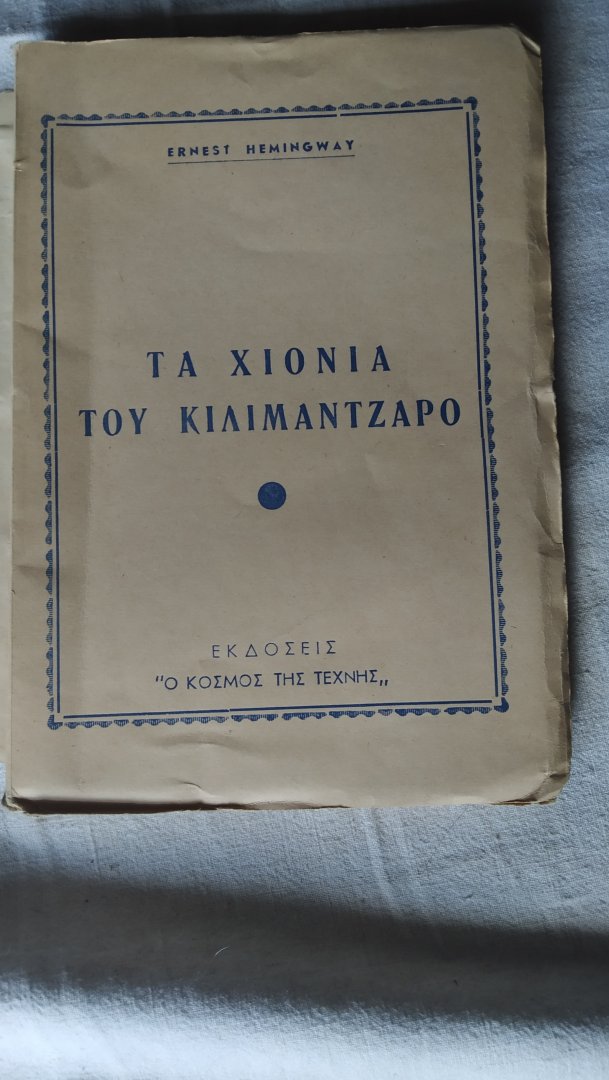 ERNEST HEMINGWAY
ΤΑ ΧΙΟΝΙΑ
ΤΟΥ ΚΙΛΙΜΑΝΤΖΑΡΟ
ΕΚΔΟΣΕΙΣ
"Ο ΚΟΣΜΟΣ ΤΗΣ ΤΕΧΝΗΣ„